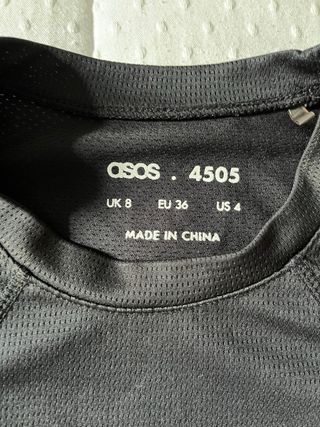 asos . 4505
UK 8 EU 36 US 4
MADE IN CHINA